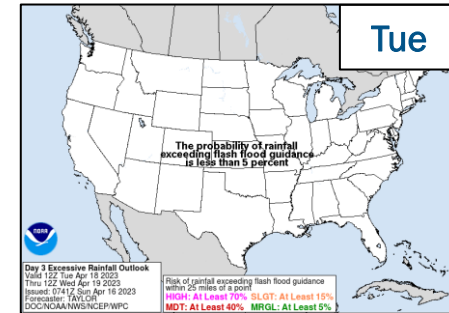 Tue
The probability of rainfall
exceeding flash flood guidance
is less than 5 percent
NOAA
Day 3 Excessive Rainfall Outlook
Valid 12Z Tue Apr 18 2023
Thru 12Z Wed Apr 19 2023
Issued: 0741Z Sun Apr 16 2023
Forecaster: TAYLOR
DOC/NOAA/NWS/NCEP/WPC
Risk of rainfall exceeding flash flood guidance
within 25 miles of a point
HIGH: At Least 70% SLGT: At Least 15%
MDT: At Least 40% MRGL: At Least 5%